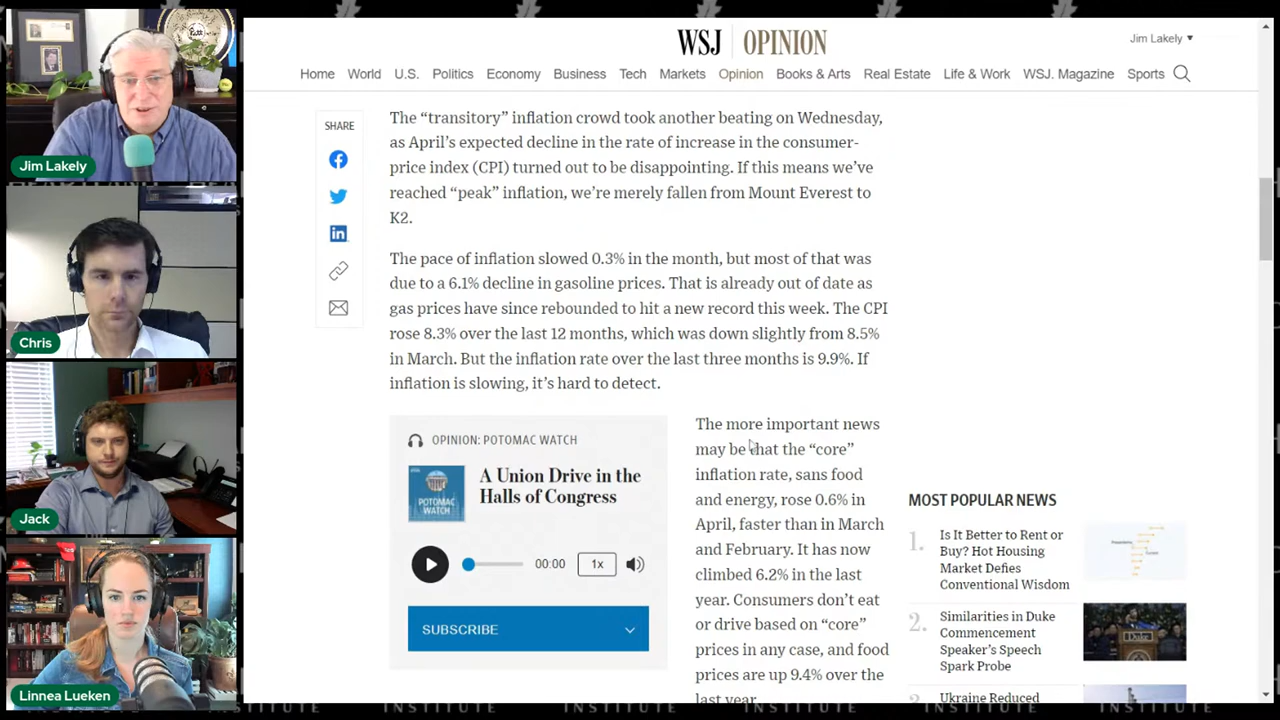 WSJ OPINION
Jim Lakely
Home World U.S. Politics Economy Business Tech Markets Opinion Books & Arts Real Estate Life & Work WSJ. Magazine Sports
SHARE
The “transitory” inflation crowd took another beating on Wednesday,
as April’s expected decline in the rate of increase in the consumer-
price index (CPI) turned out to be disappointing. If this means we’ve
reached “peak” inflation, we’re merely fallen from Mount Everest to
K2.
The pace of inflation slowed 0.3% in the month, but most of that was
due to a 6.1% decline in gasoline prices. That is already out of date as
gas prices have since rebounded to hit a new record this week. The CPI
rose 8.3% over the last 12 months, which was down slightly from 8.5%
in March. But the inflation rate over the last three months is 9.9%. If
inflation is slowing, it’s hard to detect.
OPINION: POTOMAC WATCH
POTOMAC
WATCH
A Union Drive in the
Halls of Congress
00:00
1x
SUBSCRIBE
The more important news
may be that the “core”
inflation rate, sans food
and energy, rose 0.6% in
April, faster than in March
and February. It has now
climbed 6.2% in the last
year. Consumers don’t eat
or drive based on “core”
prices in any case, and food
prices are up 9.4% over the
last year.
MOST POPULAR NEWS
1.
Is It Better to Rent or
Buy? Hot Housing
Market Defies
Conventional Wisdom
2.
Similarities in Duke
Commencement
Speaker’s Speech
Spark Probe
Duke
Ukraine Reduced
Jim Lakely
Chris
Jack
Linnea Lueken
INSTITUTE INSTITUTE INSTITUTE INSTITUTE